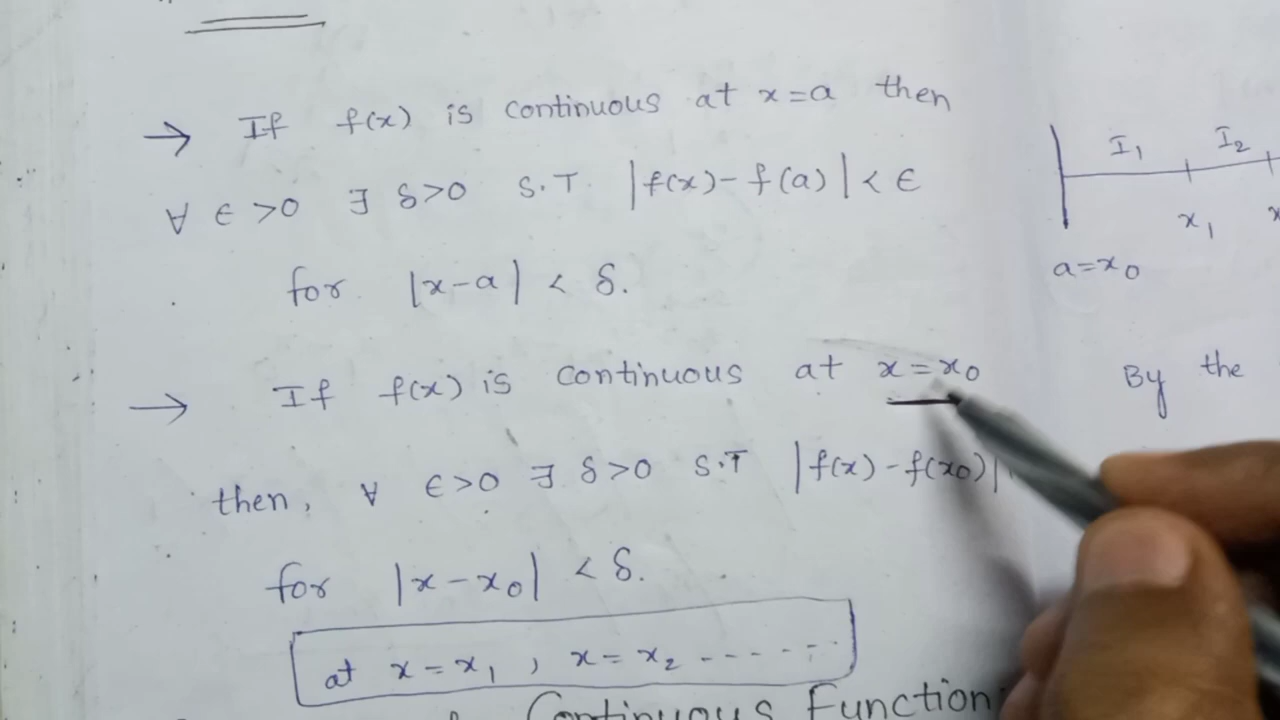 → If f(x) is continuous at x=a then
∀ ϵ >0 ∃ δ>0 S.T. |f(x)-f(a)|< ϵ
for |x-a| < δ.
→ If f(x) is continuous at x=x₀
then, ∀ ϵ>0 ∃ δ>0 S.T |f(x)-f(x₀)|
for |x-x₀| < δ.
at x=x₁ , x=x₂ ------
Continuous Function
I₁ I₂
x₁
a=x₀
By the